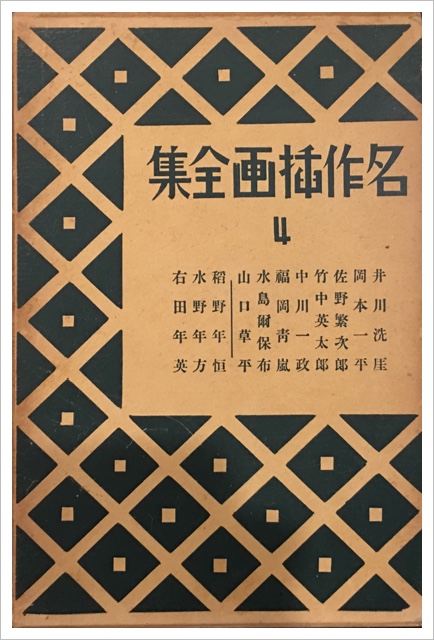 名作挿画全集
4
井川洗厓
岡本一平
佐野繁次郎
竹中英太郎
中川一政
福岡青嵐
水島爾保布
山口草平
稻野年恒
水野年方
右田年英